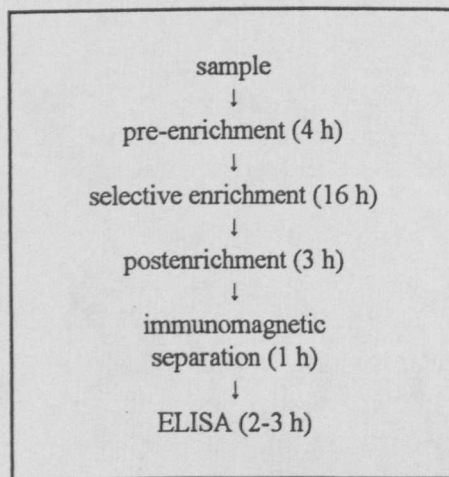 sample
↓
pre-enrichment (4 h)
↓
selective enrichment (16 h)
↓
postenrichment (3 h)
↓
immunomagnetic
separation (1 h)
↓
ELISA (2-3 h)